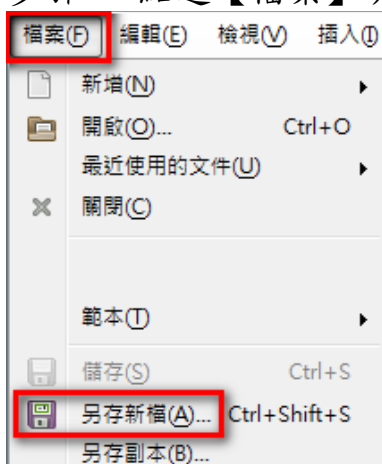 檔案(F) 編輯(E) 檢視(V) 插入(I)
新增(N)
開啟(O)... Ctrl+O
最近使用的文件(U)
關閉(C)
範本(T)
儲存(S) Ctrl+S
另存新檔(A)... Ctrl+Shift+S
另存副本(B)...